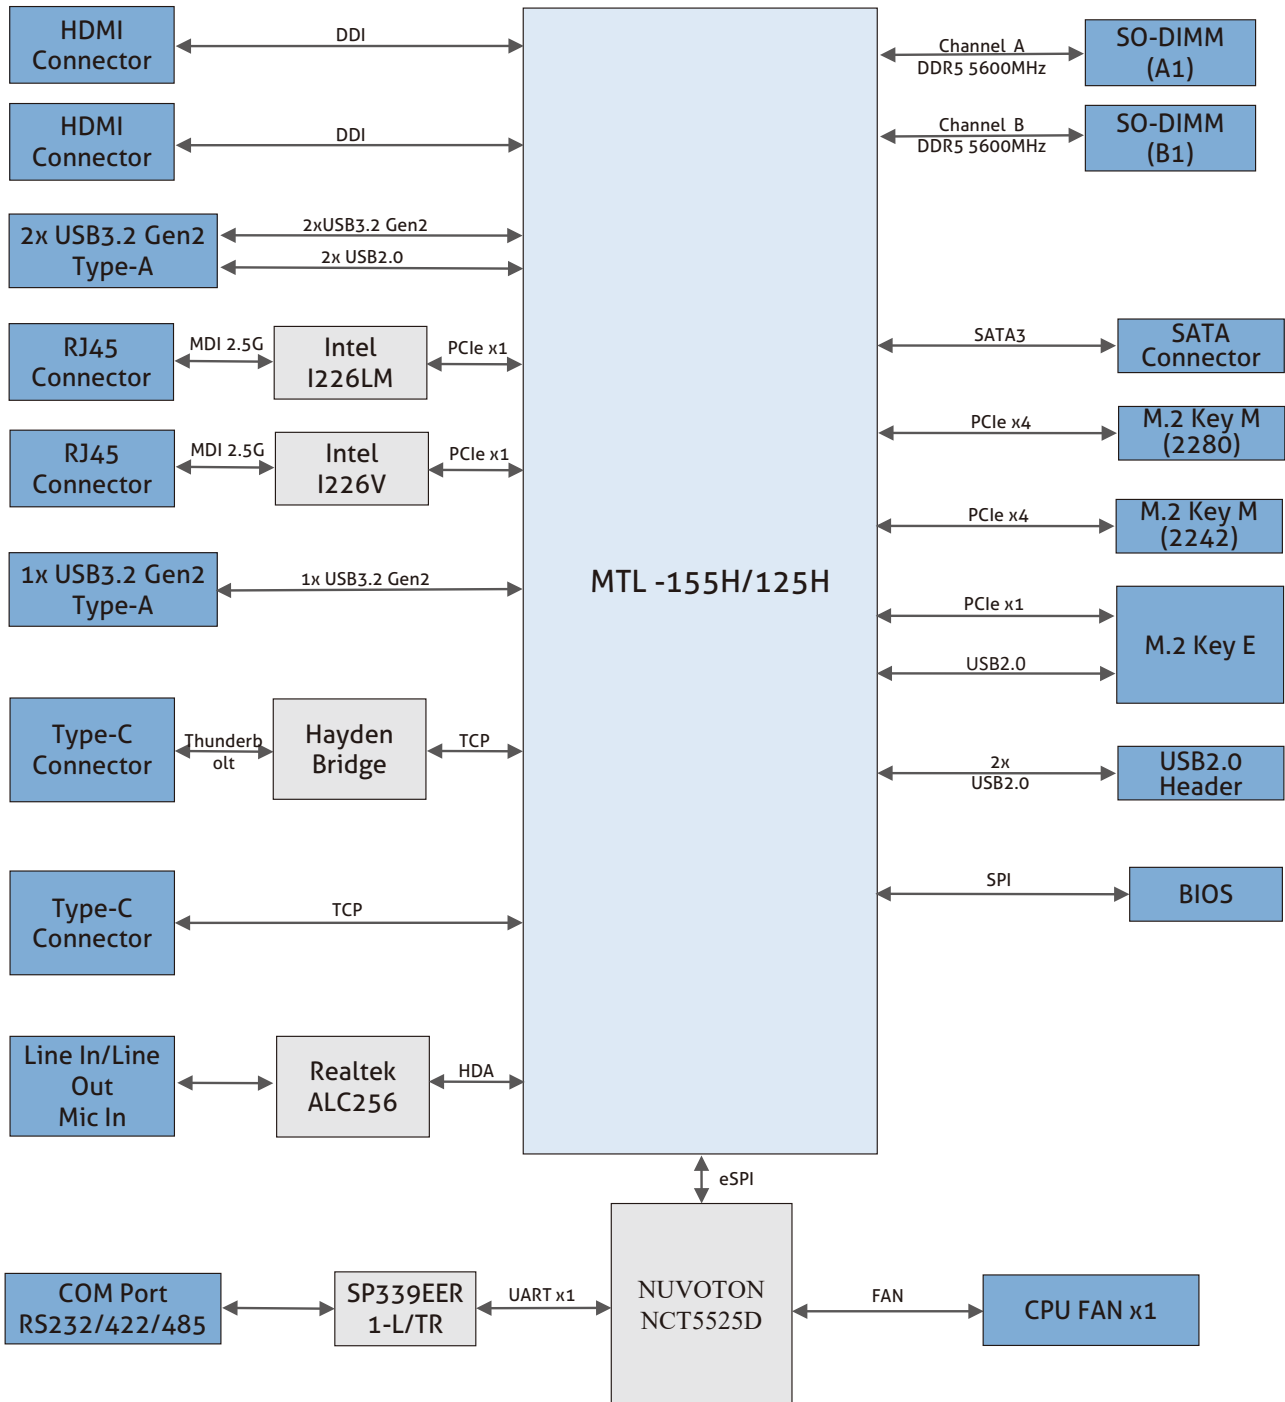 HDMI
Connector
DDI
HDMI
Connector
DDI
2x USB3.2 Gen2
Type-A
2xUSB3.2 Gen2
2x USB2.0
RJ45
Connector
MDI 2.5G
Intel
I226LM
PCIe x1
RJ45
Connector
MDI 2.5G
Intel
I226V
PCIe x1
1x USB3.2 Gen2
Type-A
1x USB3.2 Gen2
Type-C
Connector
Thunderb
olt
Hayden
Bridge
TCP
Type-C
Connector
TCP
Line In/Line
Out
Mic In
Realtek
ALC256
HDA
MTL -155H/125H
Channel A
DDR5 5600MHz
SO-DIMM
(A1)
Channel B
DDR5 5600MHz
SO-DIMM
(B1)
SATA3
SATA
Connector
PCIe x4
M.2 Key M
(2280)
PCIe x4
M.2 Key M
(2242)
PCIe x1
USB2.0
M.2 Key E
2x
USB2.0
USB2.0
Header
SPI
BIOS
eSPI
COM Port
RS232/422/485
SP339EER
1-L/TR
UART x1
NUVOTON
NCT5525D
FAN
CPU FAN x1